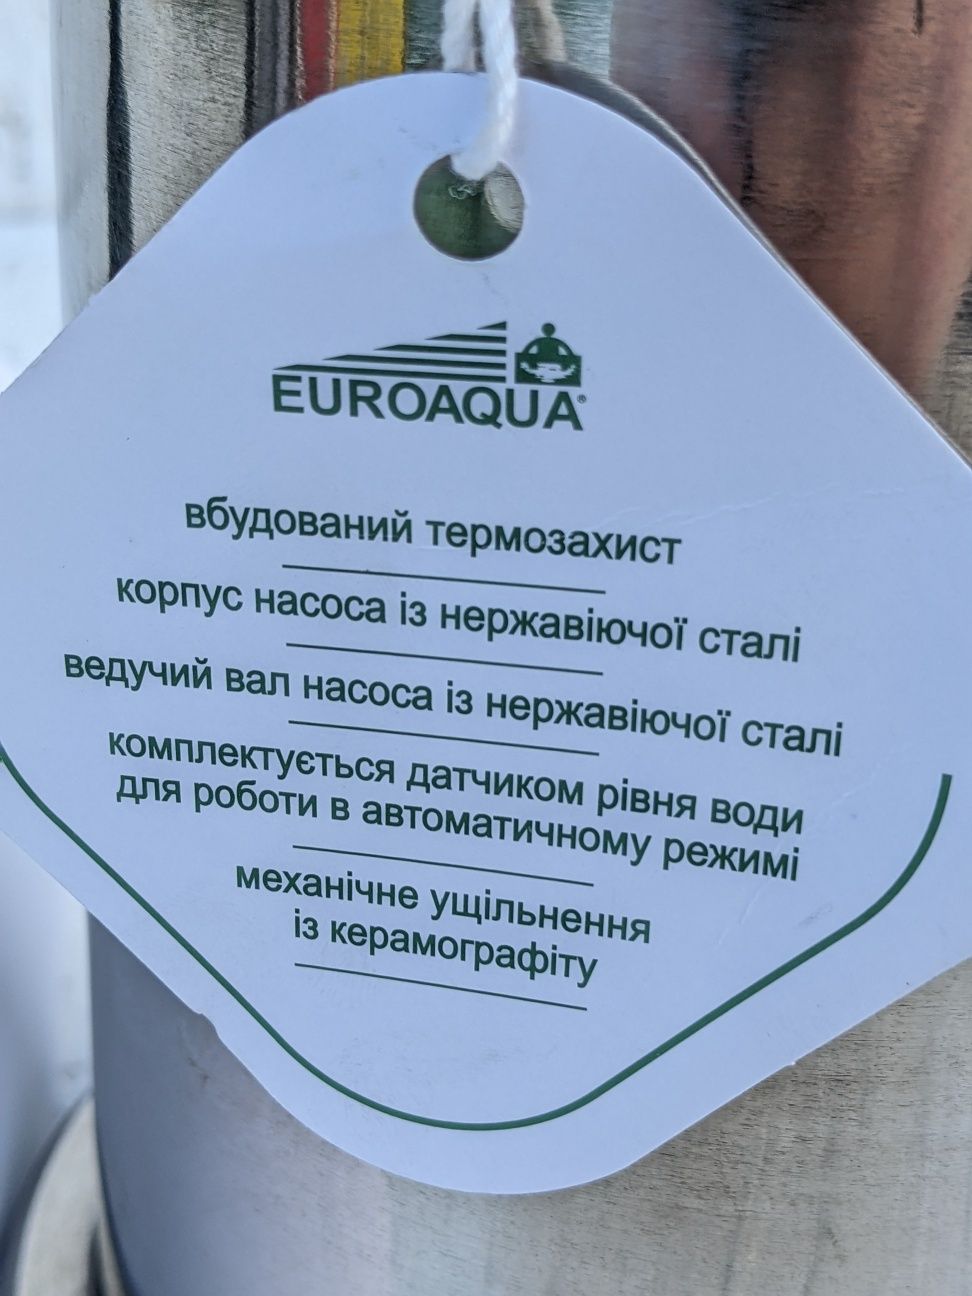 EUROAQUA®
вбудований термозахист
корпус насоса із нержавіючої сталі
ведучий вал насоса із нержавіючої сталі
комплектується датчиком рівня води
для роботи в автоматичному режимі
механічне ущільнення
із керамографіту